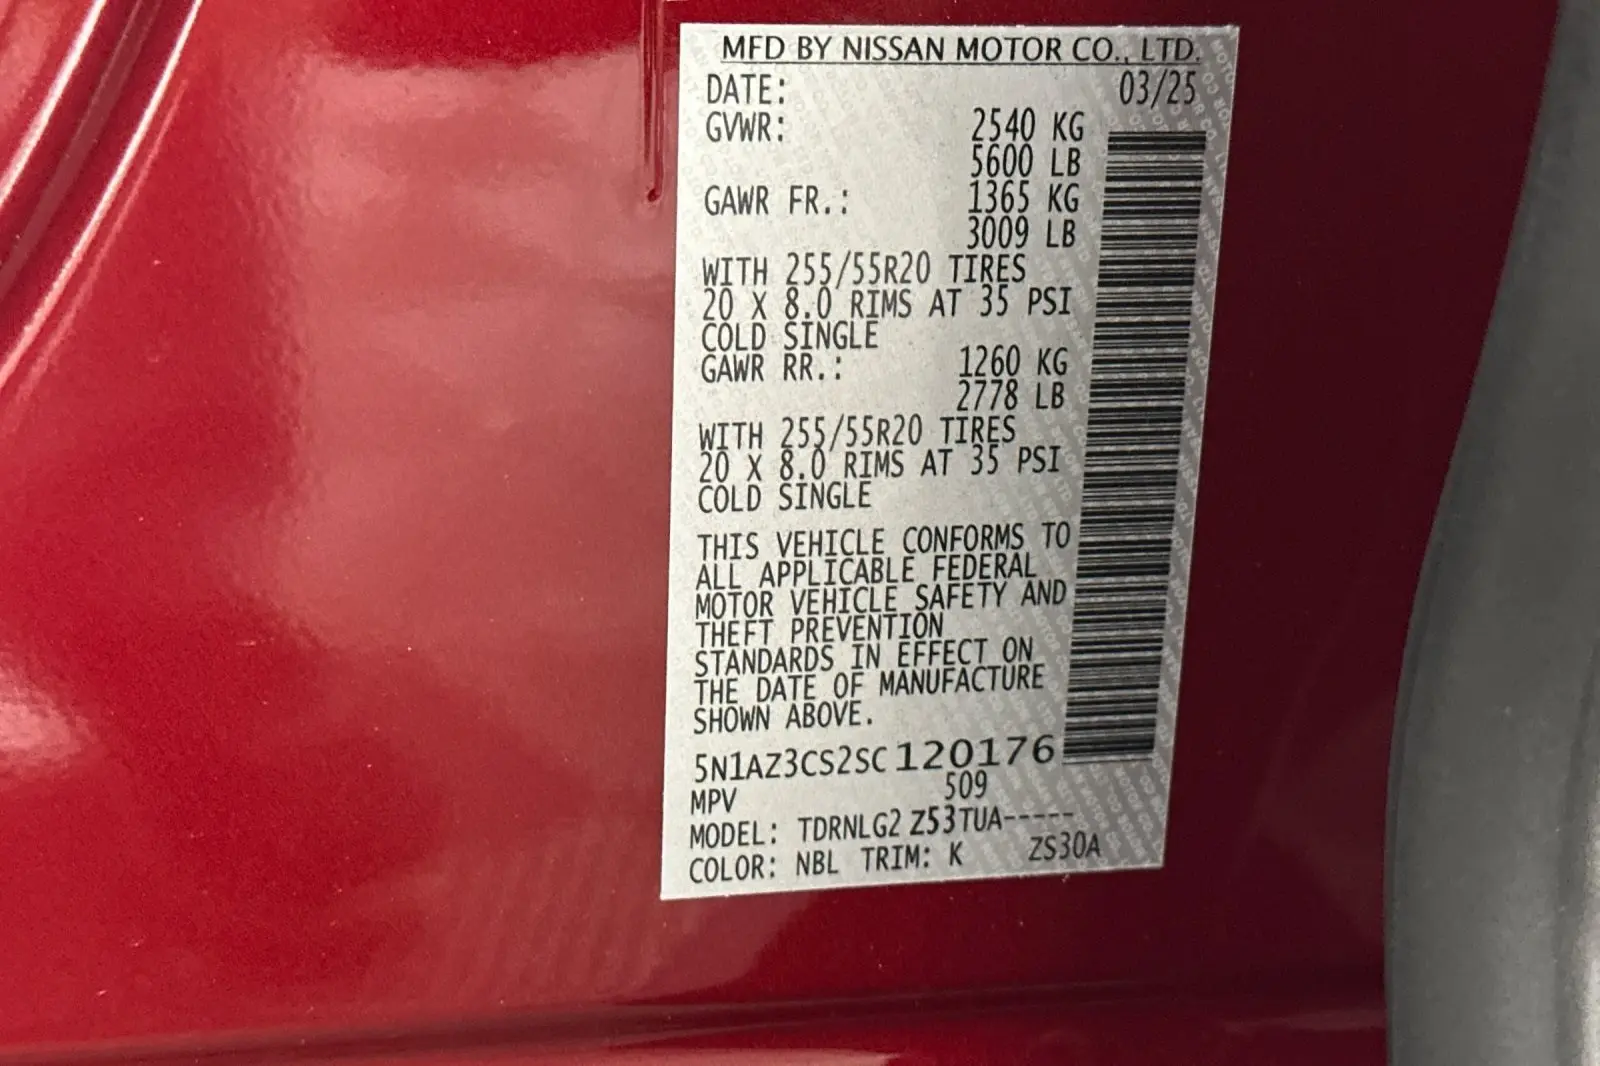 MFD BY NISSAN MOTOR CO., LTD.
DATE: 03/25
GVWR: 2540 KG
5600 LB
GAWR FR.: 1365 KG
3009 LB
WITH 255/55R20 TIRES
20 X 8.0 RIMS AT 35 PSI
COLD SINGLE
GAWR RR.: 1260 KG
2778 LB
WITH 255/55R20 TIRES
20 X 8.0 RIMS AT 35 PSI
COLD SINGLE
THIS VEHICLE CONFORMS TO
ALL APPLICABLE FEDERAL
MOTOR VEHICLE SAFETY AND
THEFT PREVENTION
STANDARDS IN EFFECT ON
THE DATE OF MANUFACTURE
SHOWN ABOVE.
5N1AZ3CS2SC120176
MPV 509
MODEL: TDRNLG2 Z53TUA-----
COLOR: NBL TRIM: K ZS30A